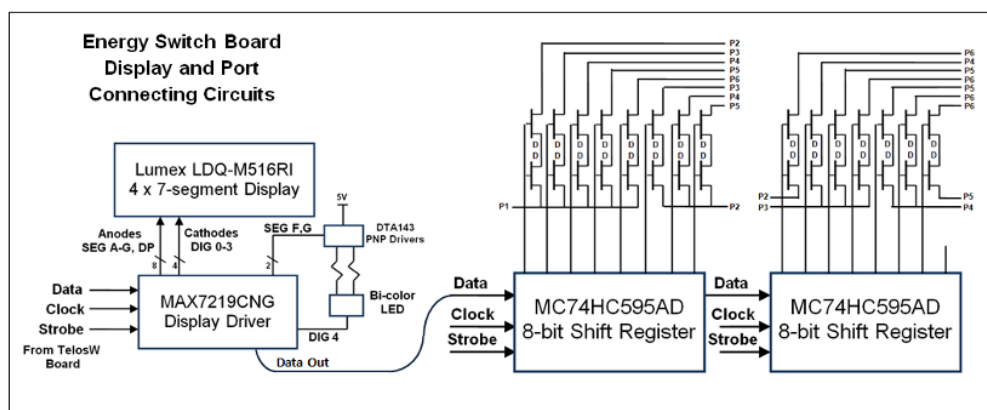 Energy Switch Board
Display and Port
Connecting Circuits
Lumex LDQ-M516RI
4 x 7-segment Display
Anodes
SEG A-G, DP
8
Cathodes
DIG 0-3
4
SEG F,G
2
5V
DTA143
PNP Drivers
Bi-color
LED
DIG 4
Data
Clock
Strobe
From TelosW
Board
MAX7219CNG
Display Driver
Data Out
P2
P3
P4
P5
P6
P3
P4
P5
D D D D D D D D
D D D D D D D D
P1
P2
Data
Clock
Strobe
MC74HC595AD
8-bit Shift Register
P6
P4
P5
P6
P5
P6
P6
D D D D D D D
D D D D D D D
P2
P3
P5
P4
Data
Clock
Strobe
MC74HC595AD
8-bit Shift Register